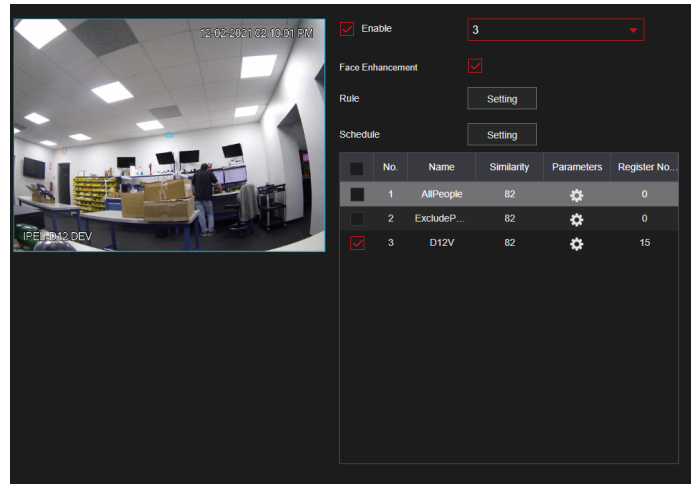 12-02-2021 02:13:01 PM
IPEL-D12 DEV
Enable 3
Face Enhancement
Rule Setting
Schedule Setting
No. Name Similarity Parameters Register No...
1 AllPeople 82 0
2 ExcludeP... 82 0
3 D12V 82 15